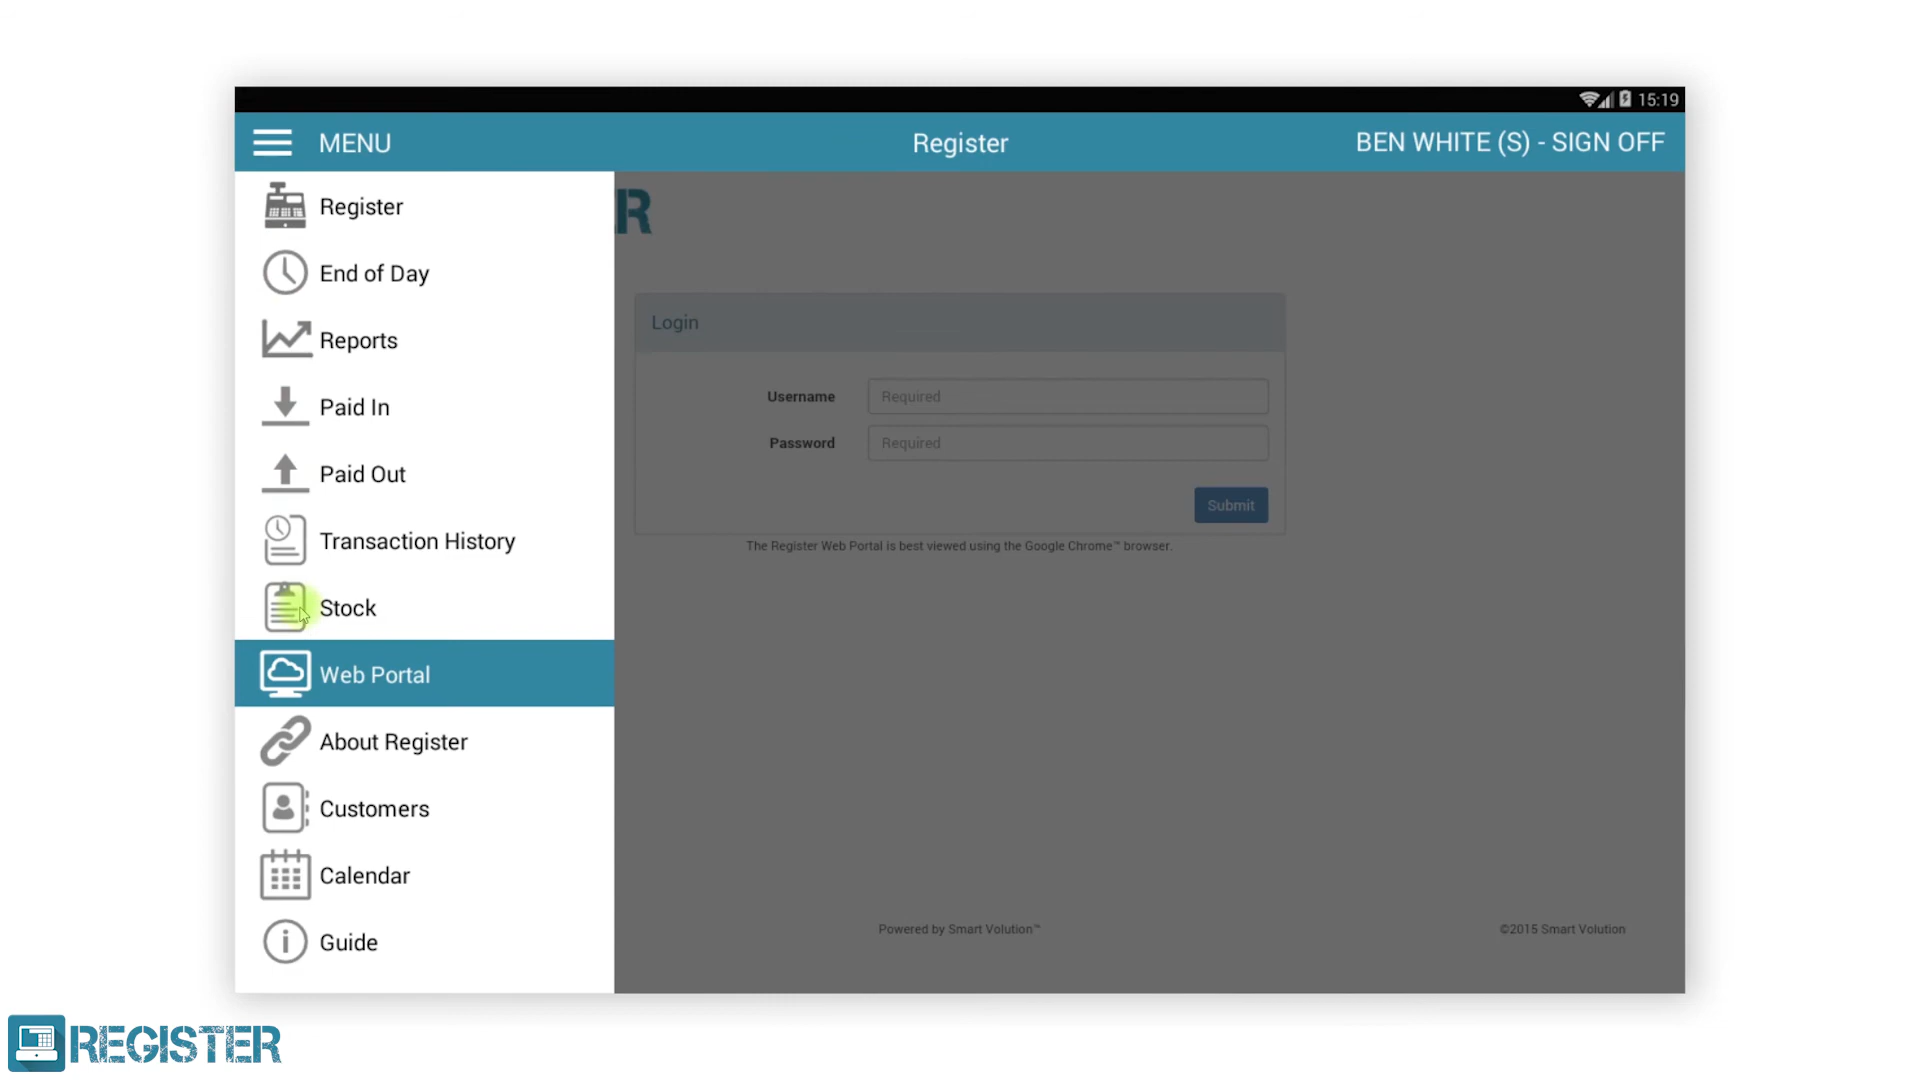 15:19
MENU
Register
BEN WHITE (S) - SIGN OFF
Register
R
End of Day
Login
Reports
Username
Required
Paid In
Password
Required
Paid Out
Submit
Transaction History
The Register Web Portal is best viewed using the Google Chrome™ browser.
Stock
Web Portal
About Register
Customers
Calendar
Powered by Smart Volution™
©2015 Smart Volution
Guide
REGISTER